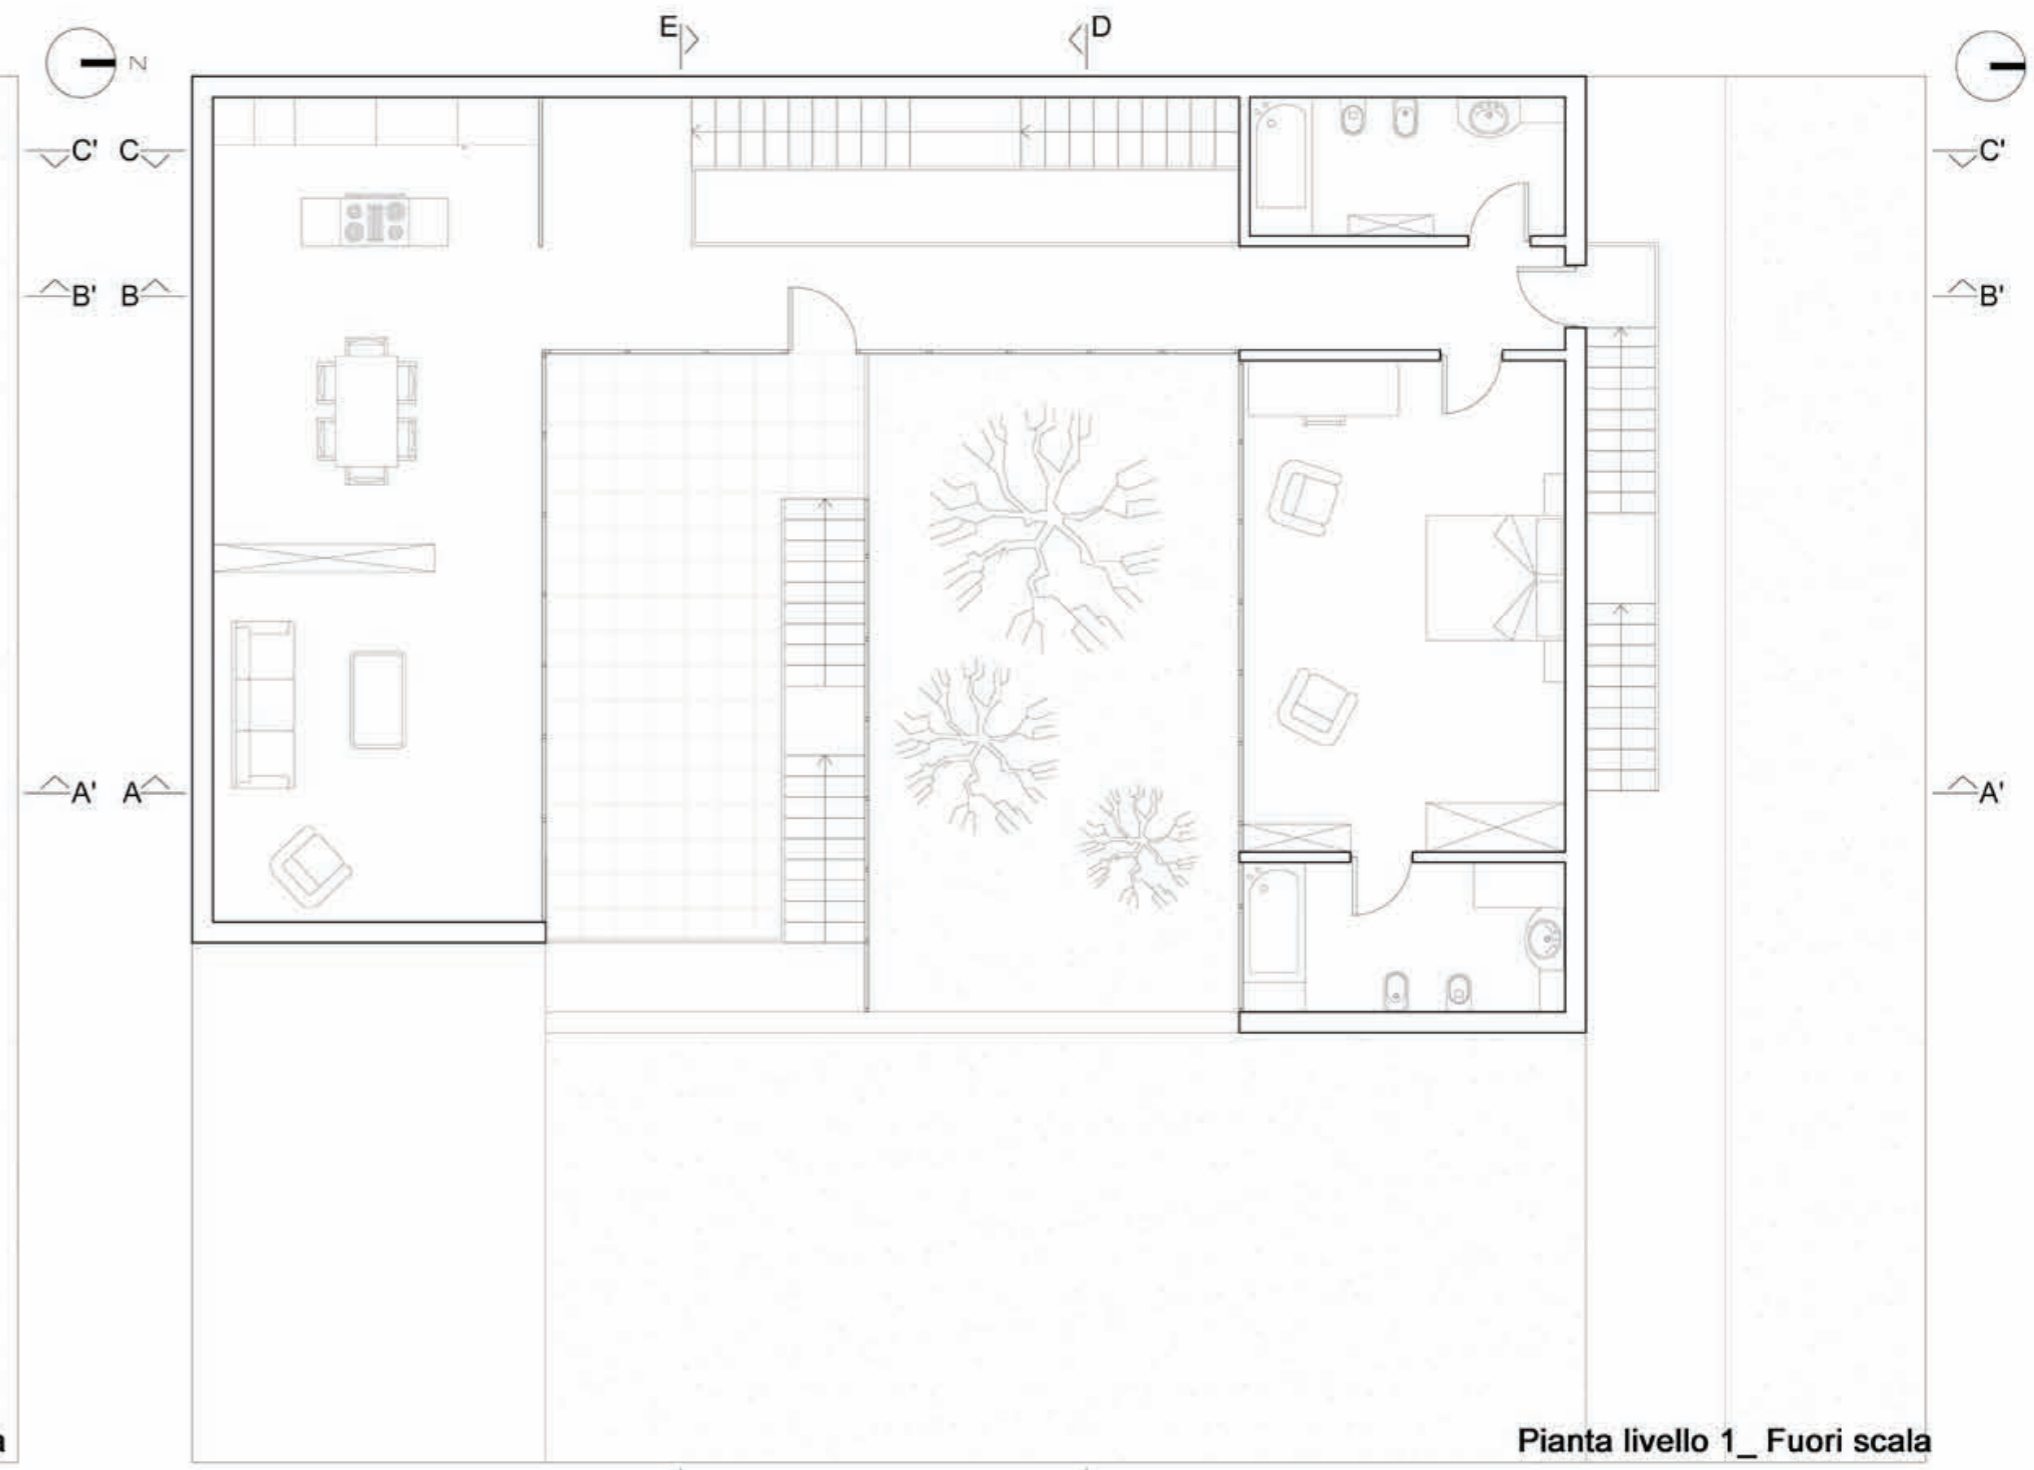 E D
N
C' C C'
B' B B'
A' A A'
a Pianta livello 1_ Fuori scala